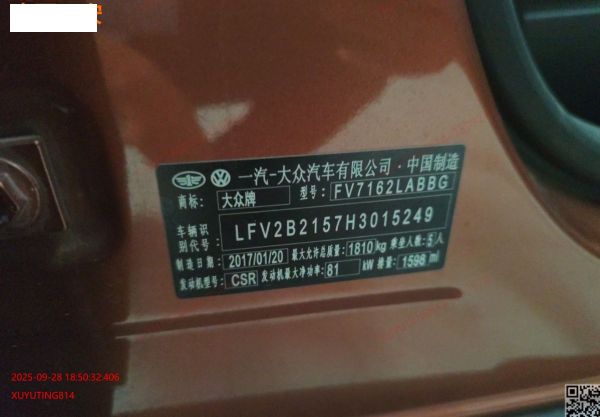 一汽-大众汽车有限公司·中国制造
商标: 大众牌 型号: FV7162LABBG
车辆识
别代号: LFV2B2157H3015249
制造日期: 2017/01/20 最大允许总质量: 1810 kg 乘坐人数: 5人
发动机型号: CSR 发动机最大净功率: 81 kW 排量: 1598 ml
2025-09-28 18:50:32:406
XUYUTING814